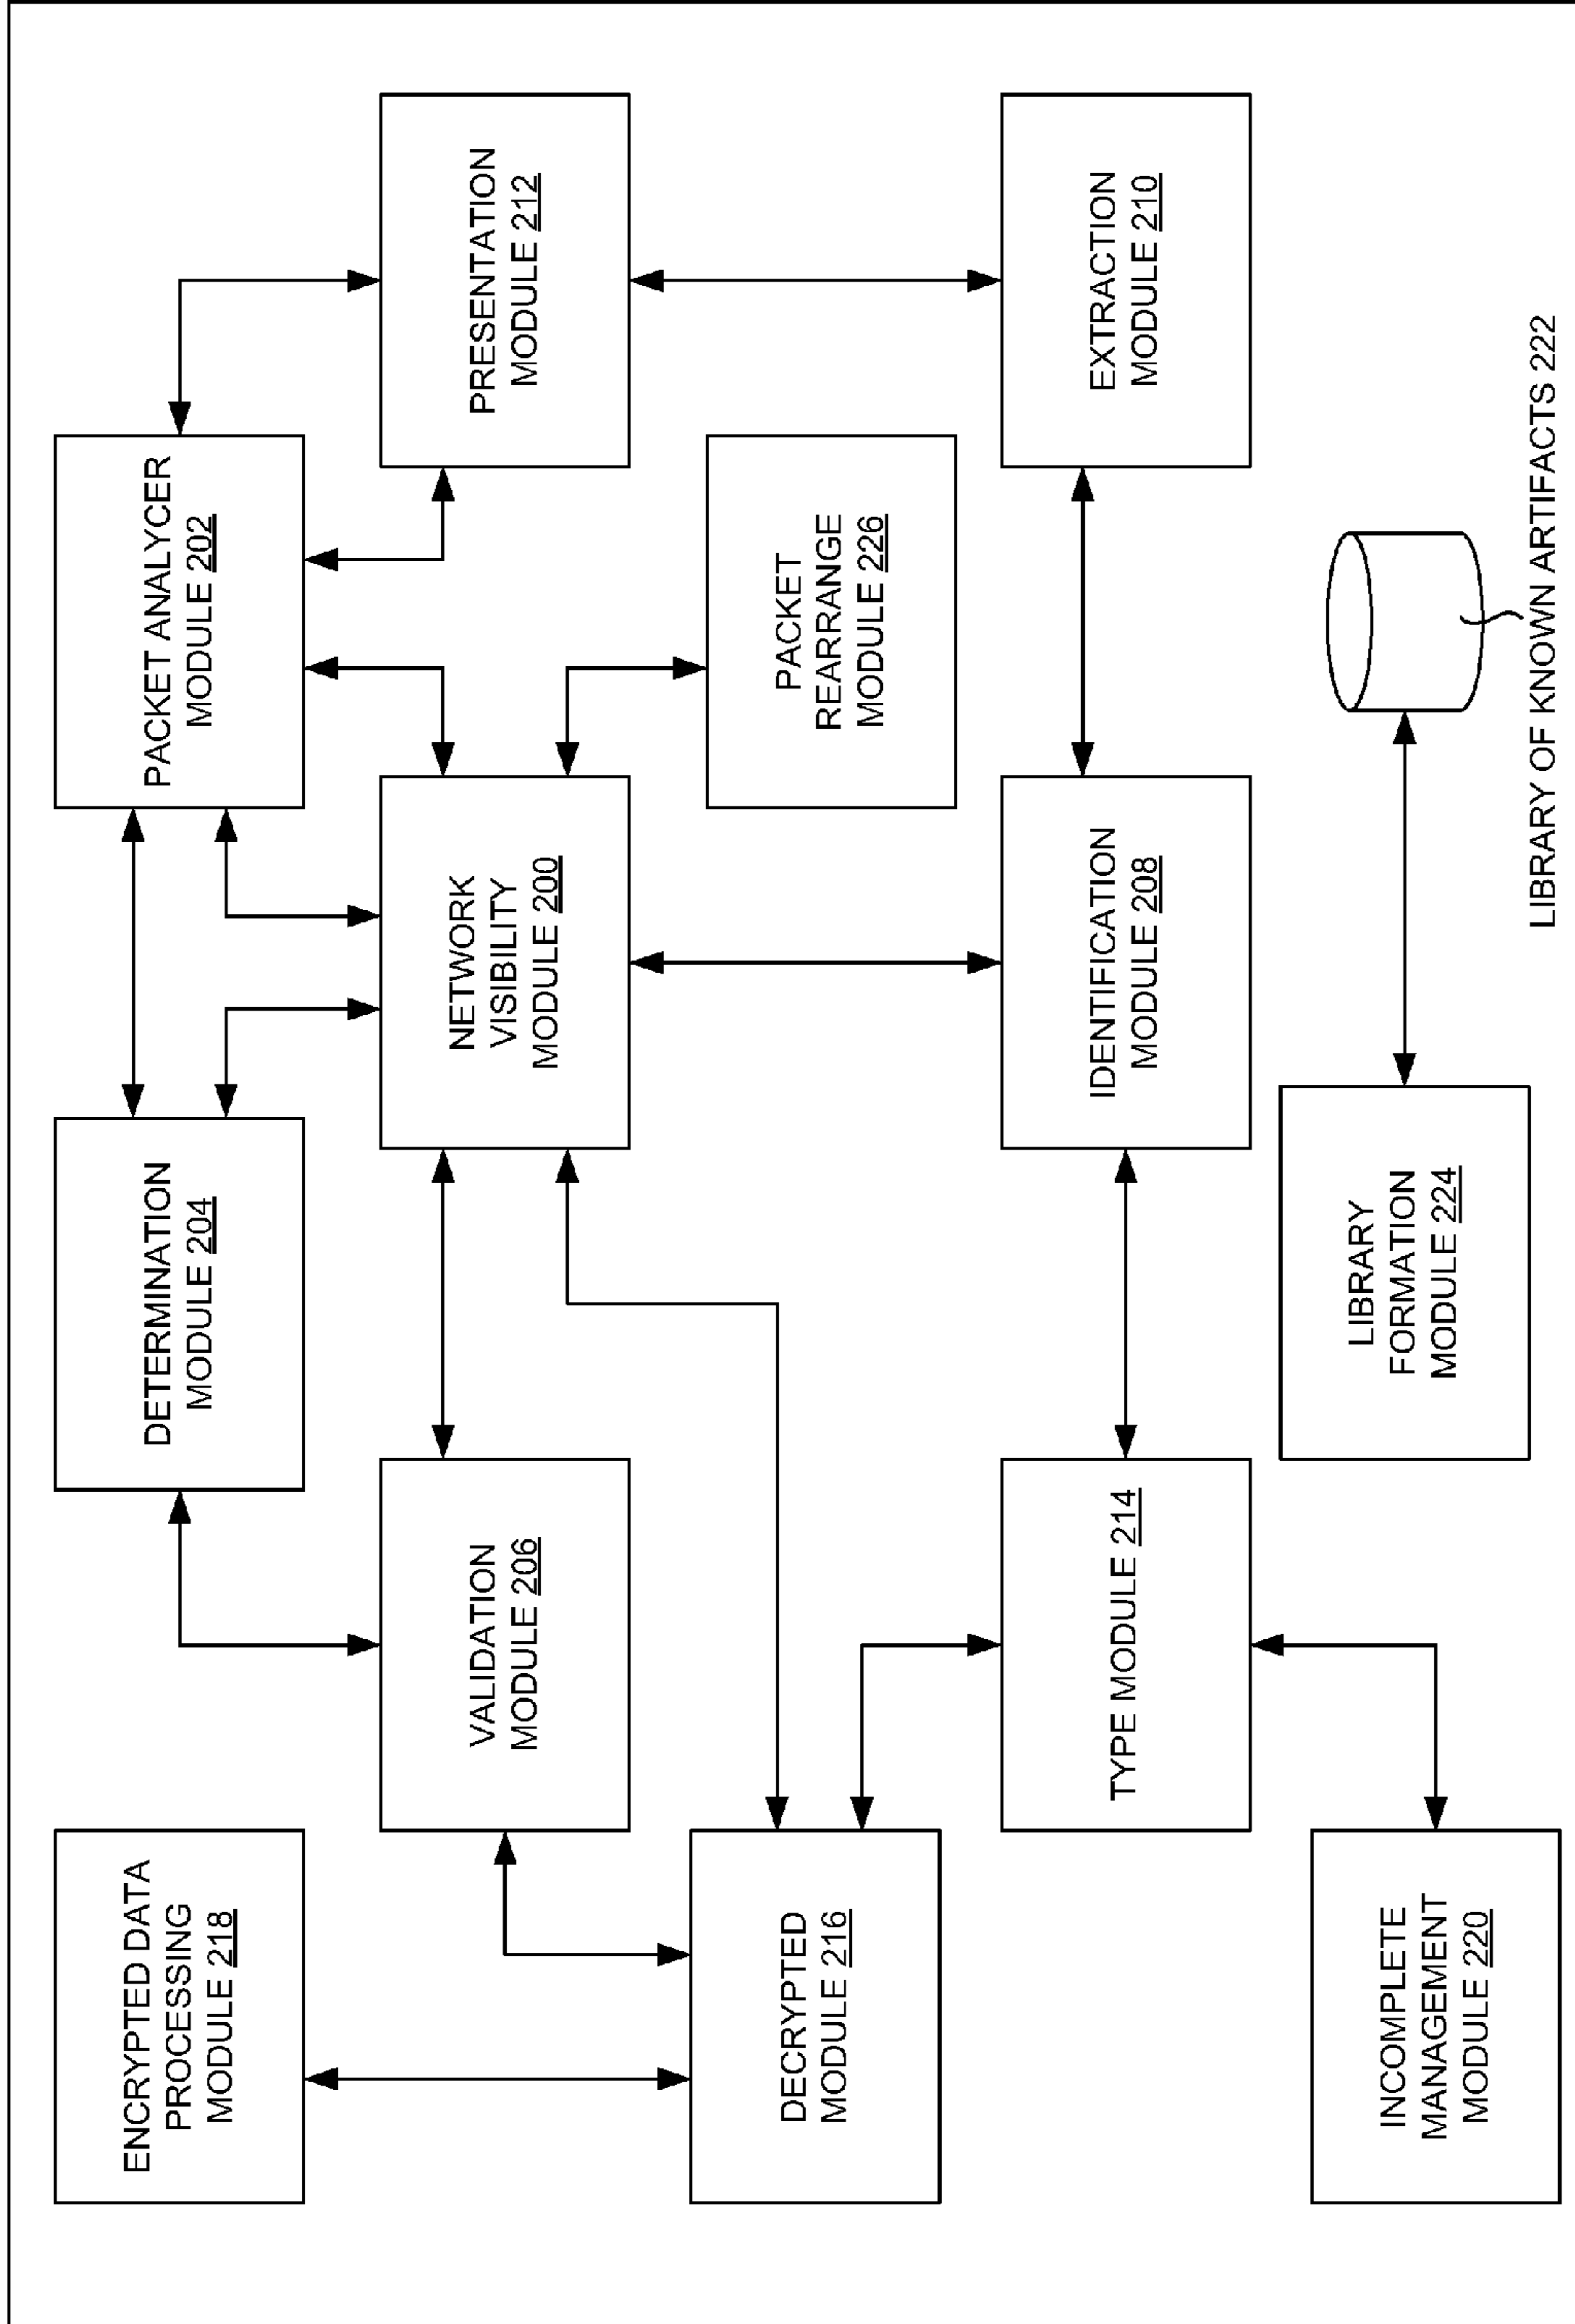 ENCRYPTED DATA
PROCESSING
MODULE 218
DETERMINATION
MODULE 204
PACKET ANALYCER
MODULE 202
VALIDATION
MODULE 206
NETWORK
VISIBILITY
MODULE 200
PRESENTATION
MODULE 212
DECRYPTED
MODULE 216
PACKET
REARRANGE
MODULE 226
TYPE MODULE 214
IDENTIFICATION
MODULE 208
EXTRACTION
MODULE 210
INCOMPLETE
MANAGEMENT
MODULE 220
LIBRARY
FORMATION
MODULE 224
LIBRARY OF KNOWN ARTIFACTS 222